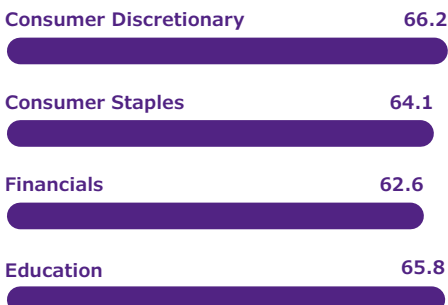 Consumer Discretionary 66.2
Consumer Staples 64.1
Financials 62.6
Education 65.8